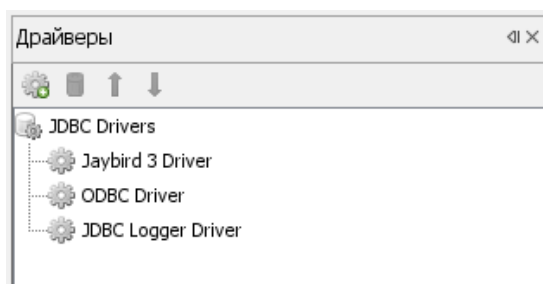 Драйверы
JDBC Drivers
Jaybird 3 Driver
ODBC Driver
JDBC Logger Driver